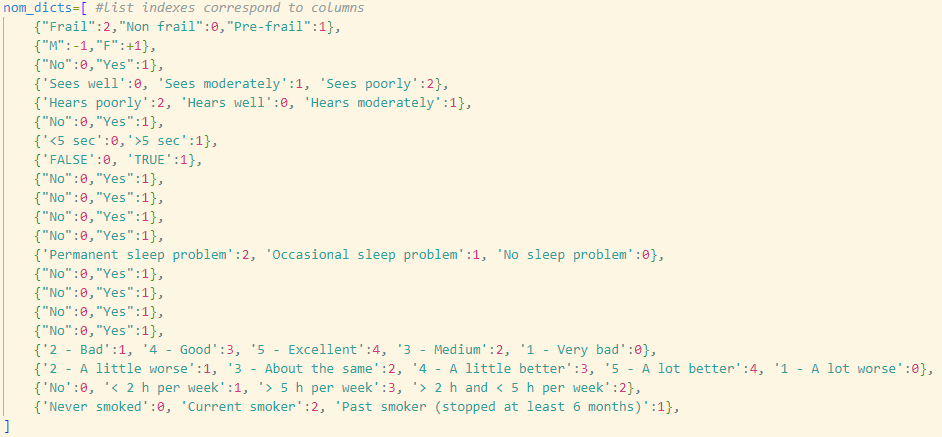 nom_dicts=[ #list indexes correspond to columns
    {"Frail":2,"Non frail":0,"Pre-frail":1},
    {"M":-1,"F":+1},
    {"No":0,"Yes":1},
    {'Sees well':0, 'Sees moderately':1, 'Sees poorly':2},
    {'Hears poorly':2, 'Hears well':0, 'Hears moderately':1},
    {"No":0,"Yes":1},
    {'<5 sec':0,'>5 sec':1},
    {'FALSE':0, 'TRUE':1},
    {"No":0,"Yes":1},
    {"No":0,"Yes":1},
    {"No":0,"Yes":1},
    {"No":0,"Yes":1},
    {'Permanent sleep problem':2, 'Occasional sleep problem':1, 'No sleep problem':0},
    {"No":0,"Yes":1},
    {"No":0,"Yes":1},
    {"No":0,"Yes":1},
    {"No":0,"Yes":1},
    {'2 - Bad':1, '4 - Good':3, '5 - Excellent':4, '3 - Medium':2, '1 - Very bad':0},
    {'2 - A little worse':1, '3 - About the same':2, '4 - A little better':3, '5 - A lot better':4, '1 - A lot worse':0},
    {'No':0, '< 2 h per week':1, '> 5 h per week':3, '> 2 h and < 5 h per week':2},
    {'Never smoked':0, 'Current smoker':2, 'Past smoker (stopped at least 6 months)':1},
]